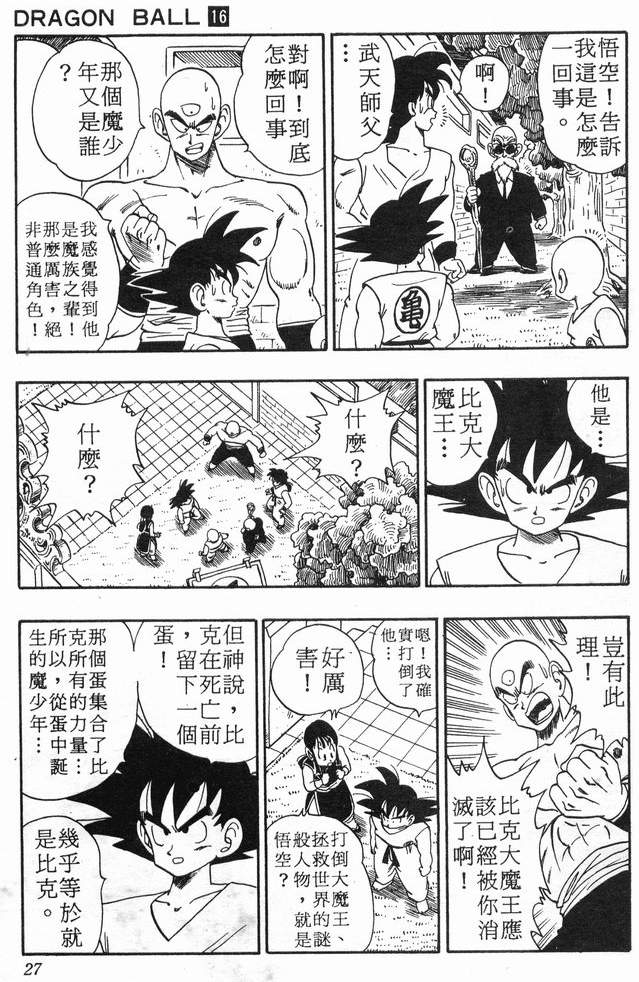 DRAGON BALL 16
悟空！告訴
我這是怎麼
一回事。
啊！
武天師父
…
龜
對啊！到底
怎麼回事
那個魔少
年又是誰
？
我感覺得到他
是魔族之輩！
那麼厲害，絕
非普通角色！
他是…
比克大
魔王…
什麼？
什麼？
豈有此
理！
比克大魔王應
該已經被你消
滅了啊！
嗯！我確
實打倒了
他…
好厲
害！
打倒大魔王、
拯救世界的謎
般人物，就是
悟空？
但神說，比
克在死亡前
，留下一個
蛋！
那個蛋集合了比
克所有的力量…
所以，從蛋中誕
生的魔少年…
幾乎等於就
是比克。
27